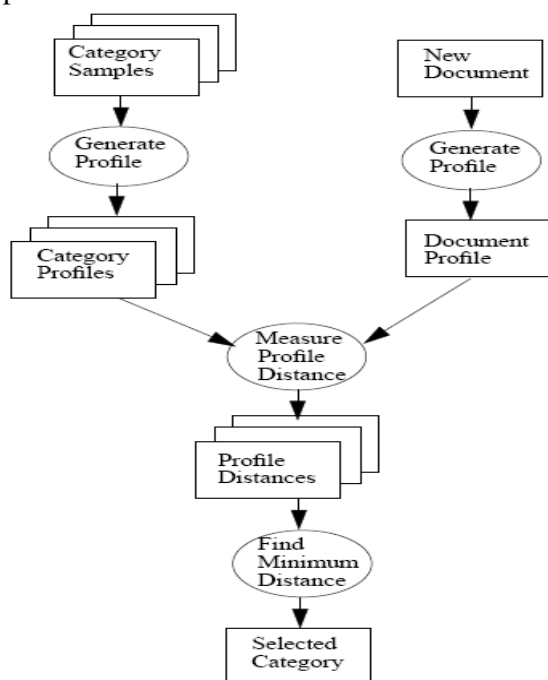 Category
Samples
New
Document
Generate
Profile
Generate
Profile
Category
Profiles
Document
Profile
Measure
Profile
Distance
Profile
Distances
Find
Minimum
Distance
Selected
Category